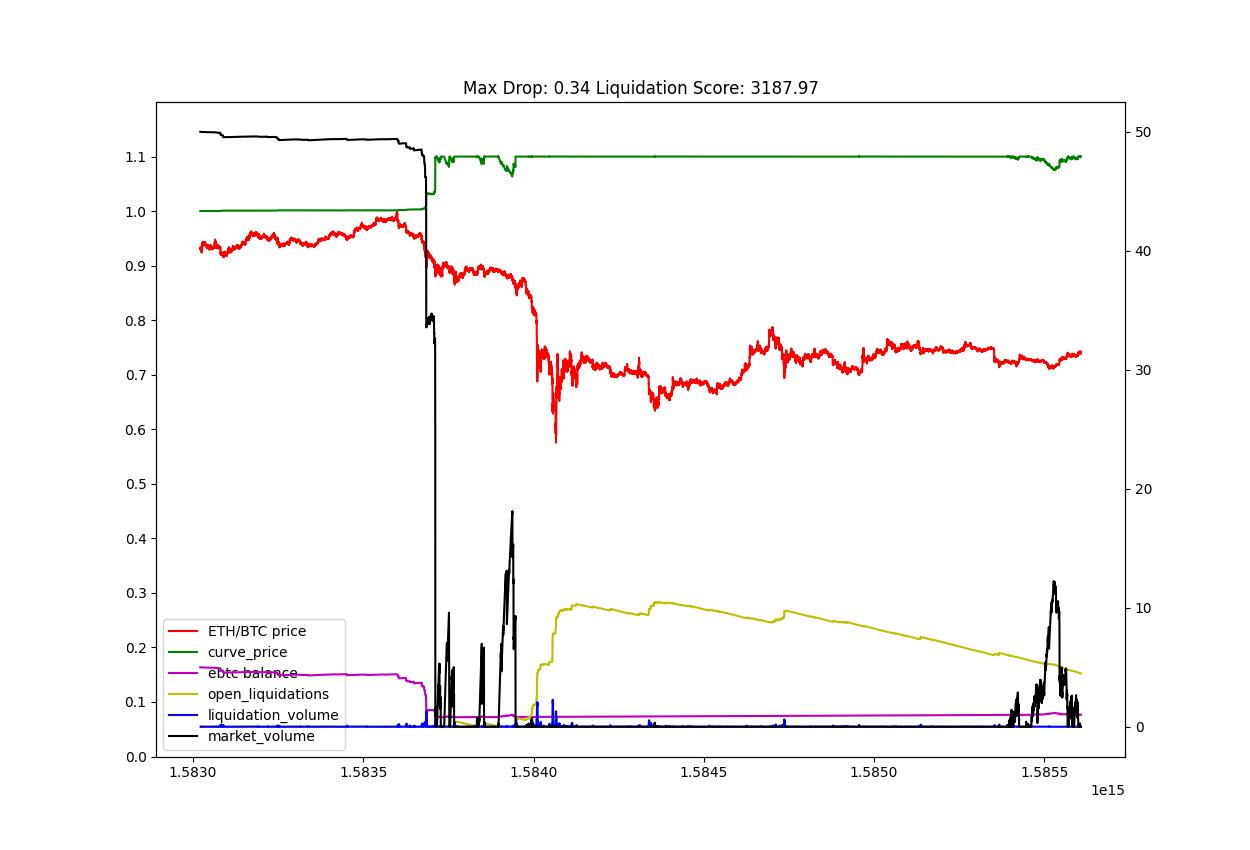 Max Drop: 0.34 Liquidation Score: 3187.97
1.1
1.0
0.9
0.8
0.7
0.6
0.5
0.4
0.3
0.2
0.1
0.0
50
40
30
20
10
0
ETH/BTC price
curve_price
ebtc balance
open_liquidations
liquidation_volume
market_volume
1.5830 1.5835 1.5840 1.5845 1.5850 1.5855
1e15